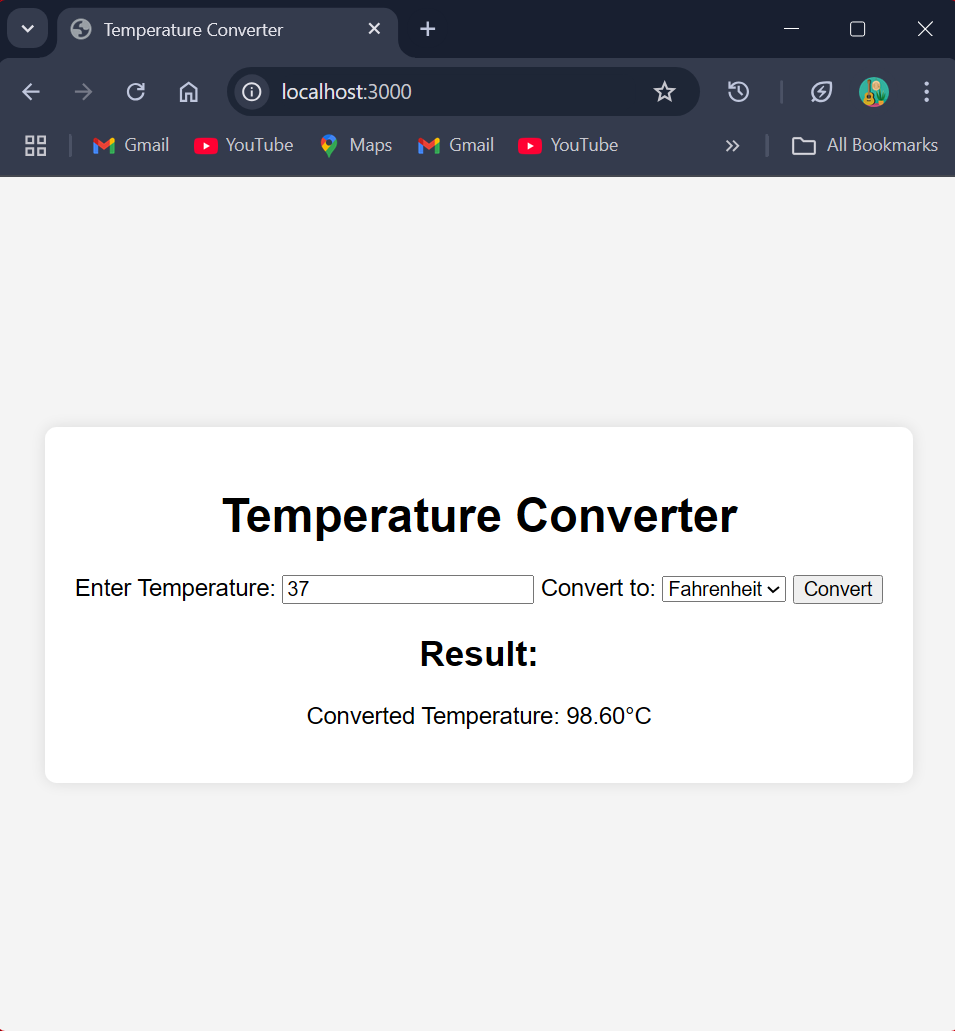 Temperature Converter
localhost:3000
Gmail YouTube Maps Gmail YouTube All Bookmarks
Temperature Converter
Enter Temperature: 37 Convert to: Fahrenheit Convert
Result:
Converted Temperature: 98.60°C